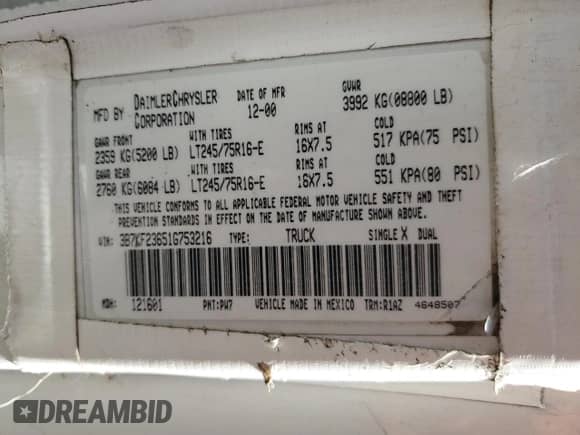 MFD BY DAIMLERCHRYSLER CORPORATION DATE OF MFR 12-00 GVWR 3992 KG(08800 LB)
GAWR FRONT WITH TIRES RIMS AT COLD
2359 KG(5200 LB) LT245/75R16-E 16X7.5 517 KPA(75 PSI)
GAWR REAR WITH TIRES RIMS AT COLD
2760 KG(6084 LB) LT245/75R16-E 16X7.5 551 KPA(80 PSI)
THIS VEHICLE CONFORMS TO ALL APPLICABLE FEDERAL MOTOR VEHICLE SAFETY AND THEFT
PREVENTION STANDARDS IN EFFECT ON THE DATE OF MANUFACTURE SHOWN ABOVE.
VIN: 3B7KF23651G753216 TYPE: TRUCK SINGLE X DUAL
MDH: 121601 PNT:PW7 VEHICLE MADE IN MEXICO TRM:R1AZ 4648507
DREAMBID